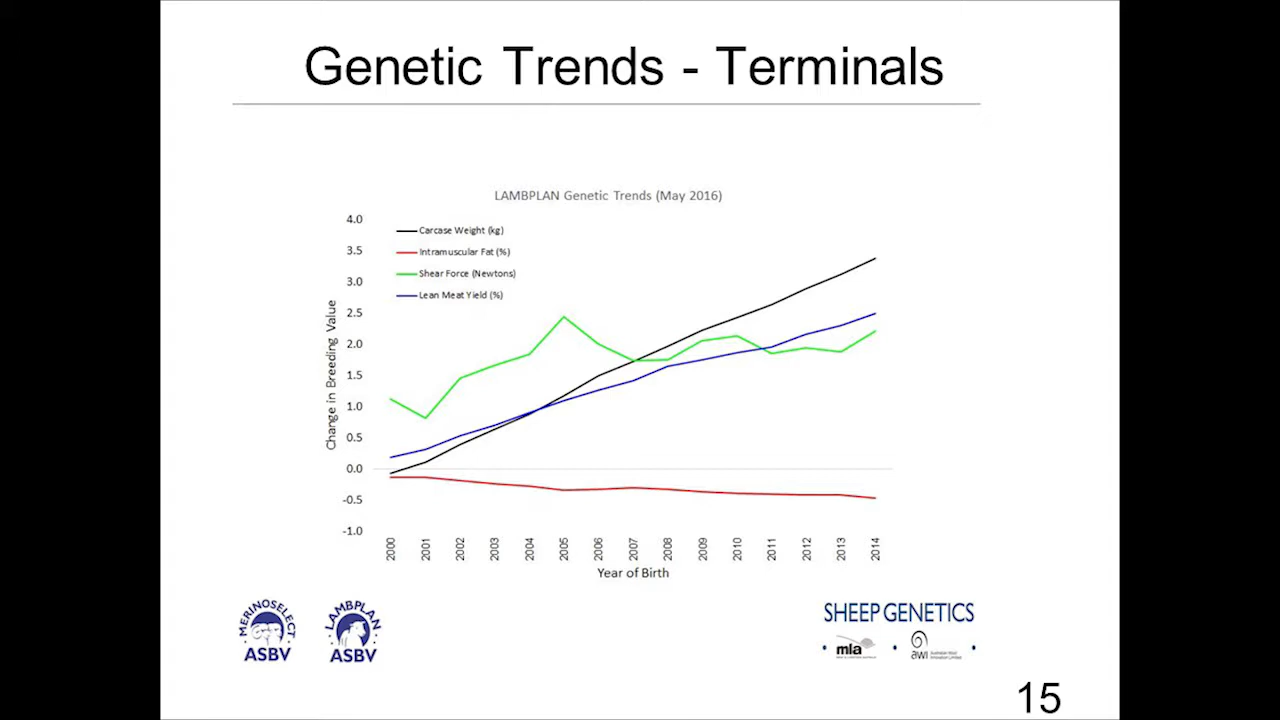 Genetic Trends - Terminals
LAMBPLAN Genetic Trends (May 2016)
4.0
3.5
3.0
2.5
2.0
1.5
1.0
0.5
0.0
-0.5
-1.0
Carcase Weight (kg)
Intramuscular Fat (%)
Shear Force (Newtons)
Lean Meat Yield (%)
Change in Breeding Value
2000 2001 2002 2003 2004 2005 2006 2007 2008 2009 2010 2011 2012 2013 2014
Year of Birth
MERINOSELECT
ASBV
LAMBPLAN
ASBV
SHEEP GENETICS
mla
awi
15